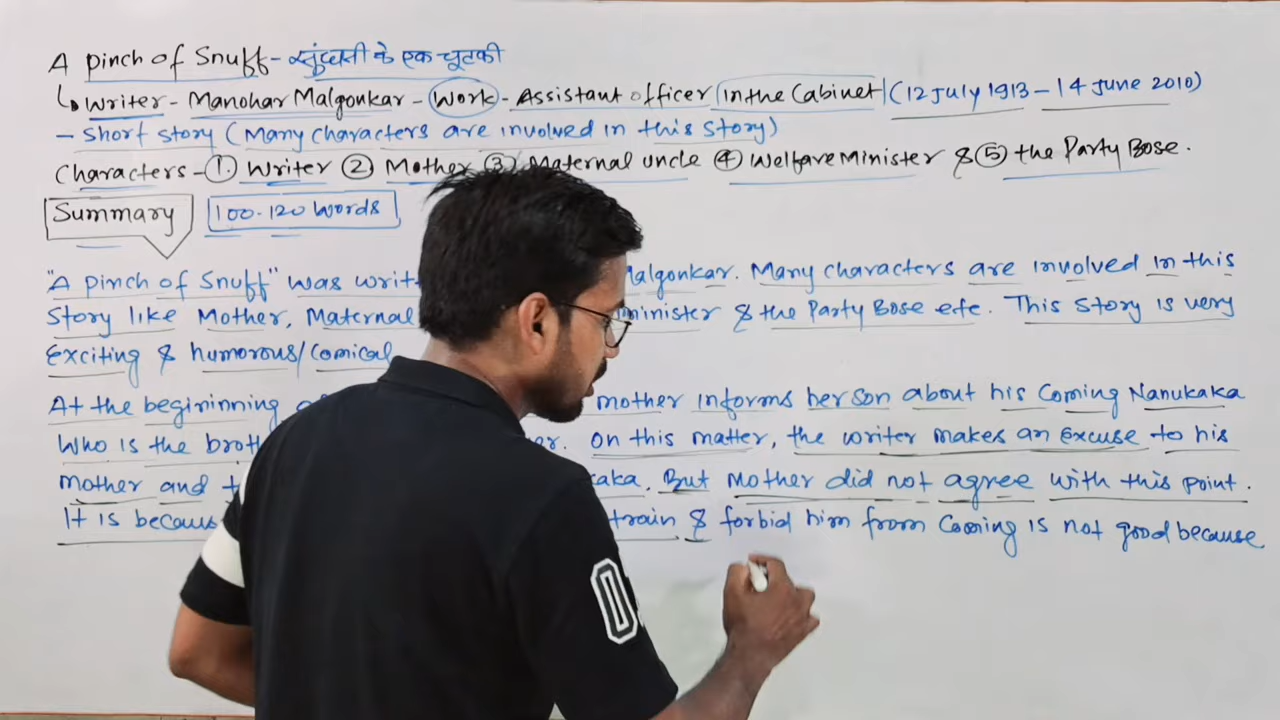 A pinch of Snuff - सुंघनी के एक चूटकी
Writer - Manohar Malgonkar - Work - Assistant officer in the Cabinet (12 July 1913 - 14 June 2010)
- Short story (Many characters are involved in this Story)
Characters - ①. Writer ② Mother ③ Maternal uncle ④ Welfare Minister & ⑤ the Party Bose.
Summary 100-120 Words
"A pinch of Snuff" was writ Malgonkar. Many characters are involved in this
Story like Mother, Maternal minister & the Party Bose etc. This Story is very
Exciting & humorous/Comical
At the beginning mother informs her son about his Coming Nanukaka
Who is the brot On this matter, the writer makes an Excuse to his
mother and kaka. But Mother did not agree with this point.
It is becaus train & forbid him from Coming is not good because
0